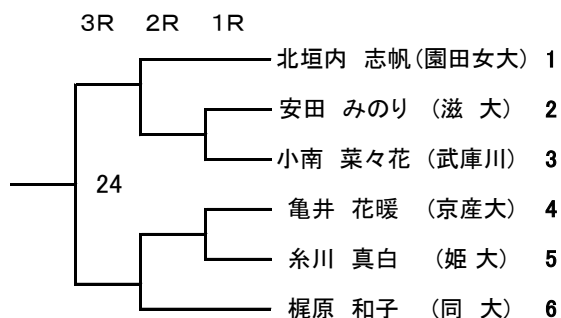 3R 2R 1R
北垣内 志帆(園田女大) 1
安田 みのり (滋 大) 2
小南 菜々花 (武庫川) 3
24
亀井 花暖 (京産大) 4
糸川 真白 (姫 大) 5
梶原 和子 (同 大) 6